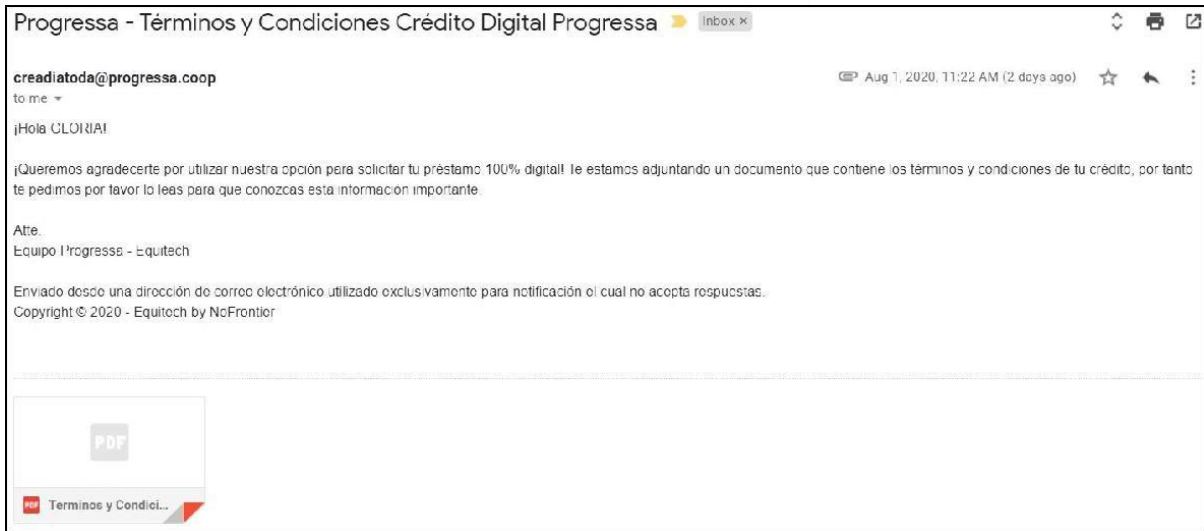 Progressa - Términos y Condiciones Crédito Digital Progressa Inbox ×
creadiatoda@progressa.coop
Aug 1, 2020, 11:22 AM (2 days ago)
to me
¡Hola GLORIA!
¡Queremos agradecerte por utilizar nuestra opción para solicitar tu préstamo 100% digital! Te estamos adjuntando un documento que contiene los términos y condiciones de tu crédito, por tanto
te pedimos por favor lo leas para que conozcas esta información importante.
Atte.
Equipo Progressa - Equitech
Enviado desde una dirección de correo electrónico utilizado exclusivamente para notificación el cual no acepta respuestas.
Copyright © 2020 - Equitech by NoFrontier
PDF
PDF Terminos y Condici...